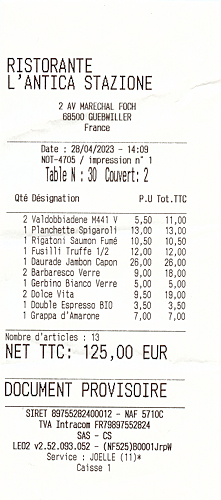 RISTORANTE
L'ANTICA STAZIONE
2 AV MARECHAL FOCH
68500 GUEBWILLER
France
Date : 28/04/2023 - 14:09
NOT-4705 / impression n° 1
Table N : 30 Couvert: 2
Qté Désignation P.U Tot.TTC
2 Valdobbiadene M441 V 5,50 11,00
1 Planchette Spigaroli 13,00 13,00
1 Rigatoni Saumon Fumé 10,50 10,50
1 Fusilli Truffe 1/2 12,00 12,00
1 Daurade Jambon Capon 26,00 26,00
2 Barbaresco Verre 9,00 18,00
1 Gerbino Bianco Verre 5,00 5,00
2 Dolce Vita 9,50 19,00
1 Double Espresso BIO 3,50 3,50
1 Grappa d'Amarone 7,00 7,00
Nombre d'articles : 13
NET TTC: 125,00 EUR
DOCUMENT PROVISOIRE
SIRET 89755282400012 - NAF 5710C
TVA Intracom FR79897552824
SAS - CS
LEO2 v2.52.093.052 - (NF525)B0001JrpW
Service : JOELLE (11)*
Caisse 1